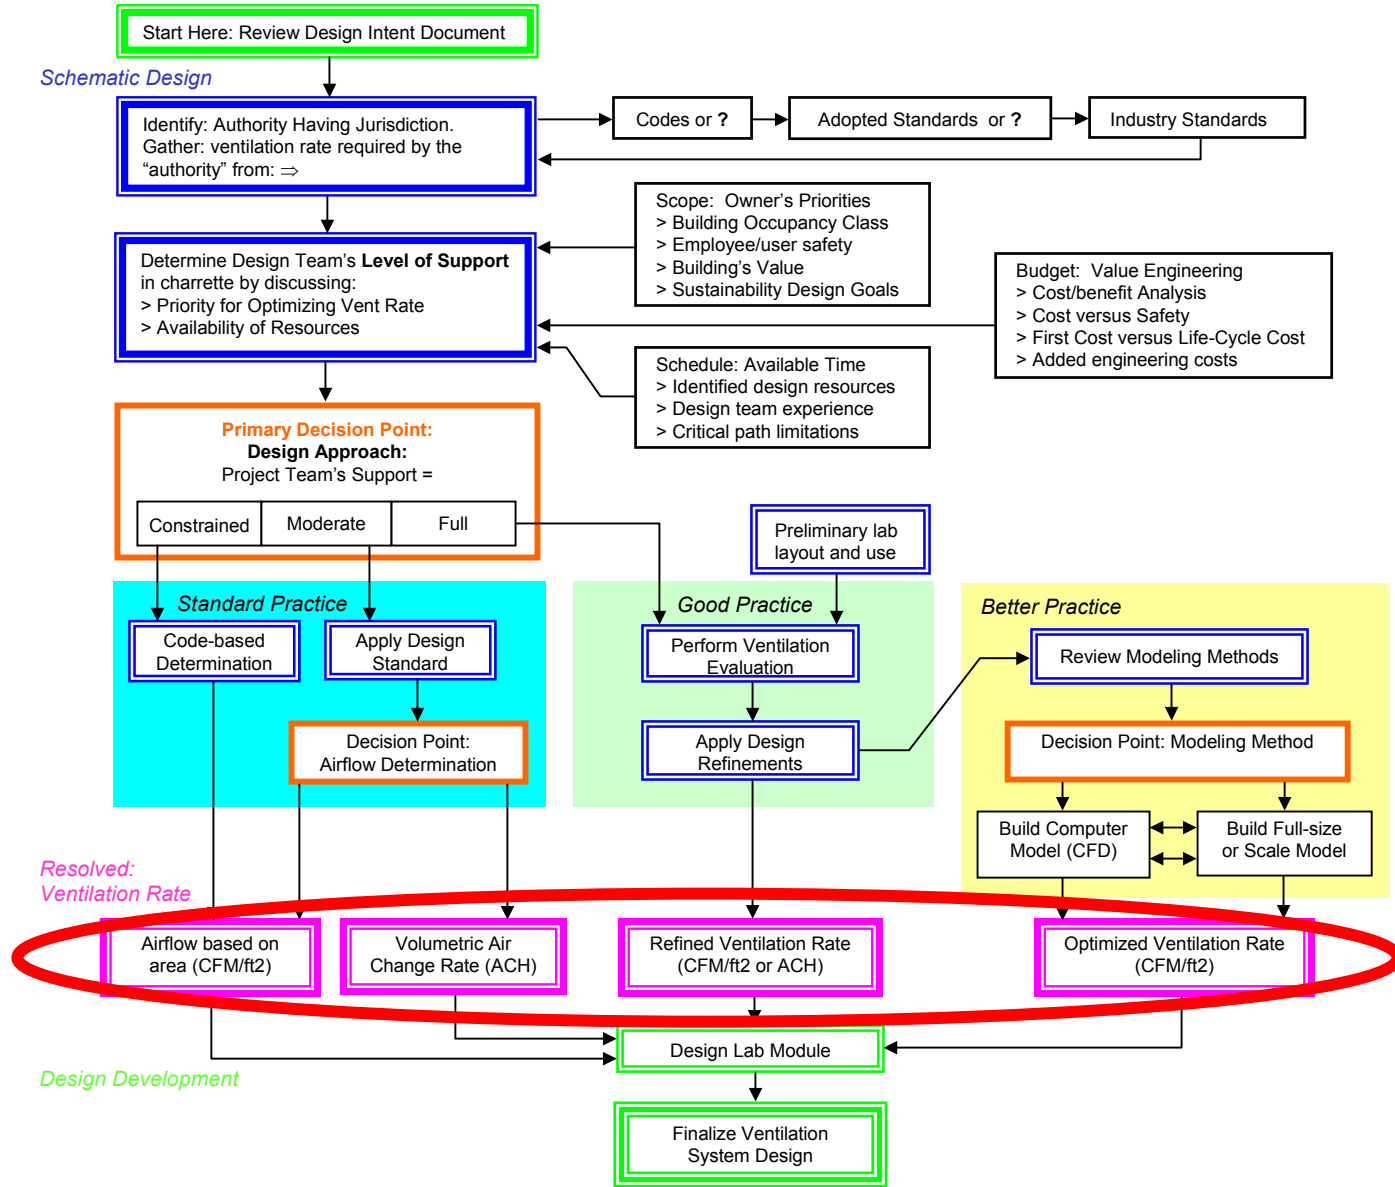 Start Here: Review Design Intent Document
Schematic Design
Identify: Authority Having Jurisdiction.
Gather: ventilation rate required by the
“authority” from: ⇒
Codes or ?
Adopted Standards or ?
Industry Standards
Scope: Owner’s Priorities
> Building Occupancy Class
> Employee/user safety
> Building’s Value
> Sustainability Design Goals
Determine Design Team’s Level of Support
in charrette by discussing:
> Priority for Optimizing Vent Rate
> Availability of Resources
Budget: Value Engineering
> Cost/benefit Analysis
> Cost versus Safety
> First Cost versus Life-Cycle Cost
> Added engineering costs
Schedule: Available Time
> Identified design resources
> Design team experience
> Critical path limitations
Primary Decision Point:
Design Approach:
Project Team’s Support =
Constrained
Moderate
Full
Preliminary lab
layout and use
Standard Practice
Good Practice
Better Practice
Code-based
Determination
Apply Design
Standard
Perform Ventilation
Evaluation
Review Modeling Methods
Decision Point:
Airflow Determination
Apply Design
Refinements
Decision Point: Modeling Method
Build Computer
Model (CFD)
Build Full-size
or Scale Model
Resolved:
Ventilation Rate
Airflow based on
area (CFM/ft2)
Volumetric Air
Change Rate (ACH)
Refined Ventilation Rate
(CFM/ft2 or ACH)
Optimized Ventilation Rate
(CFM/ft2)
Design Lab Module
Design Development
Finalize Ventilation
System Design